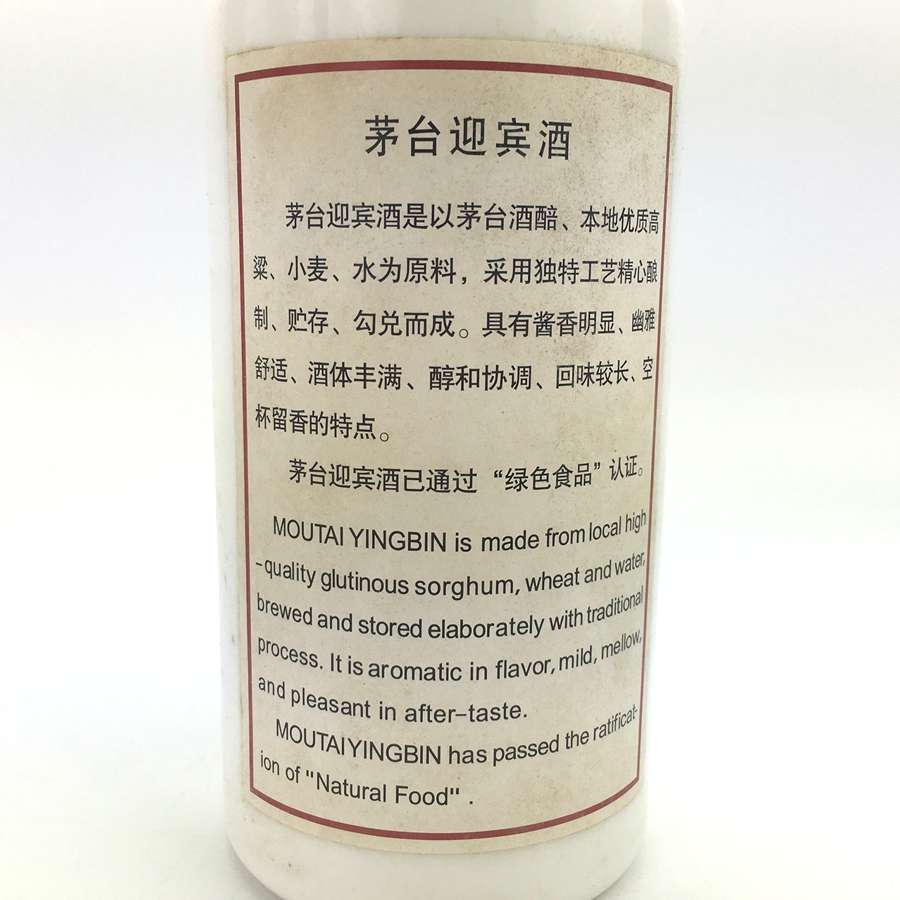 茅台迎宾酒
茅台迎宾酒是以茅台酒醅、本地优质高
粱、小麦、水为原料，采用独特工艺精心酿
制、贮存、勾兑而成。具有酱香明显、幽雅
舒适、酒体丰满、醇和协调、回味较长、空
杯留香的特点。
茅台迎宾酒已通过“绿色食品”认证。
MOUTAI YINGBIN is made from local high
-quality glutinous sorghum, wheat and water,
brewed and stored elaborately with traditional
process. It is aromatic in flavor, mild, mellow,
and pleasant in after-taste.
MOUTAIYINGBIN has passed the ratificat-
ion of "Natural Food" .